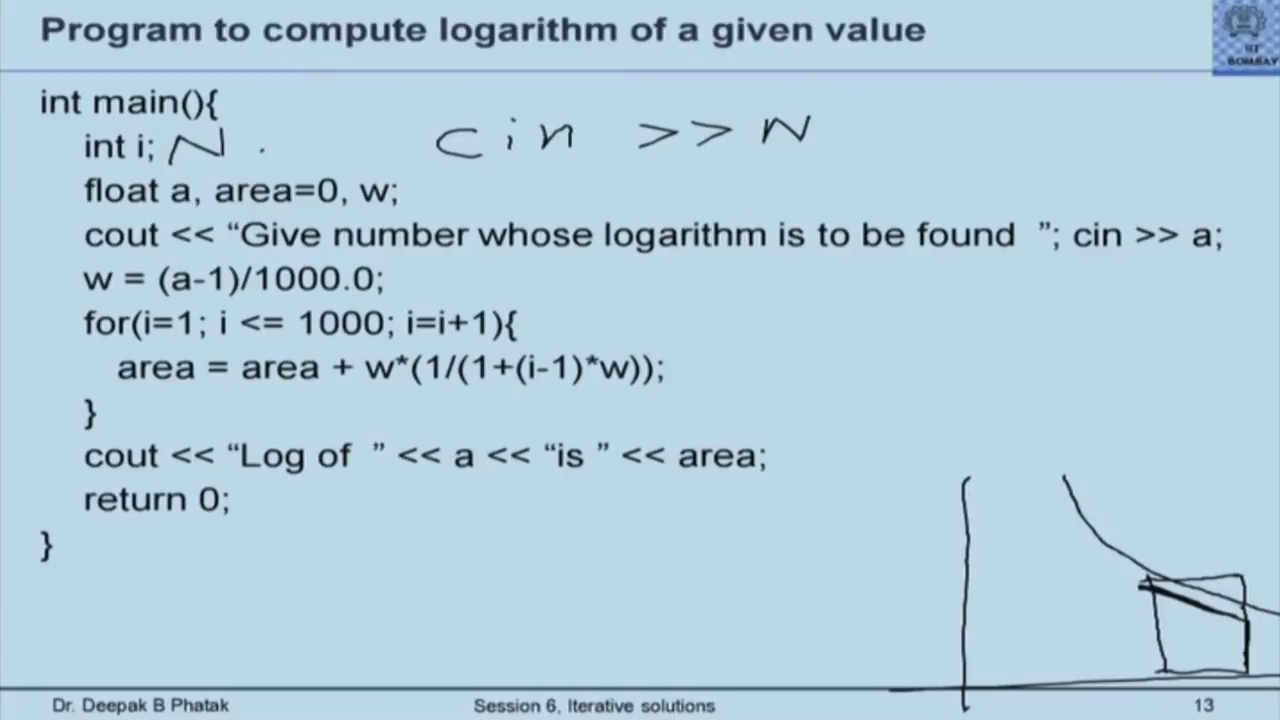 Program to compute logarithm of a given value
IIT
BOMBAY
int main(){
int i; N .
cin >> N
float a, area=0, w;
cout << “Give number whose logarithm is to be found ”; cin >> a;
w = (a-1)/1000.0;
for(i=1; i <= 1000; i=i+1){
area = area + w*(1/(1+(i-1)*w));
}
cout << “Log of ” << a << “is ” << area;
return 0;
}
Dr. Deepak B Phatak
Session 6, Iterative solutions
13